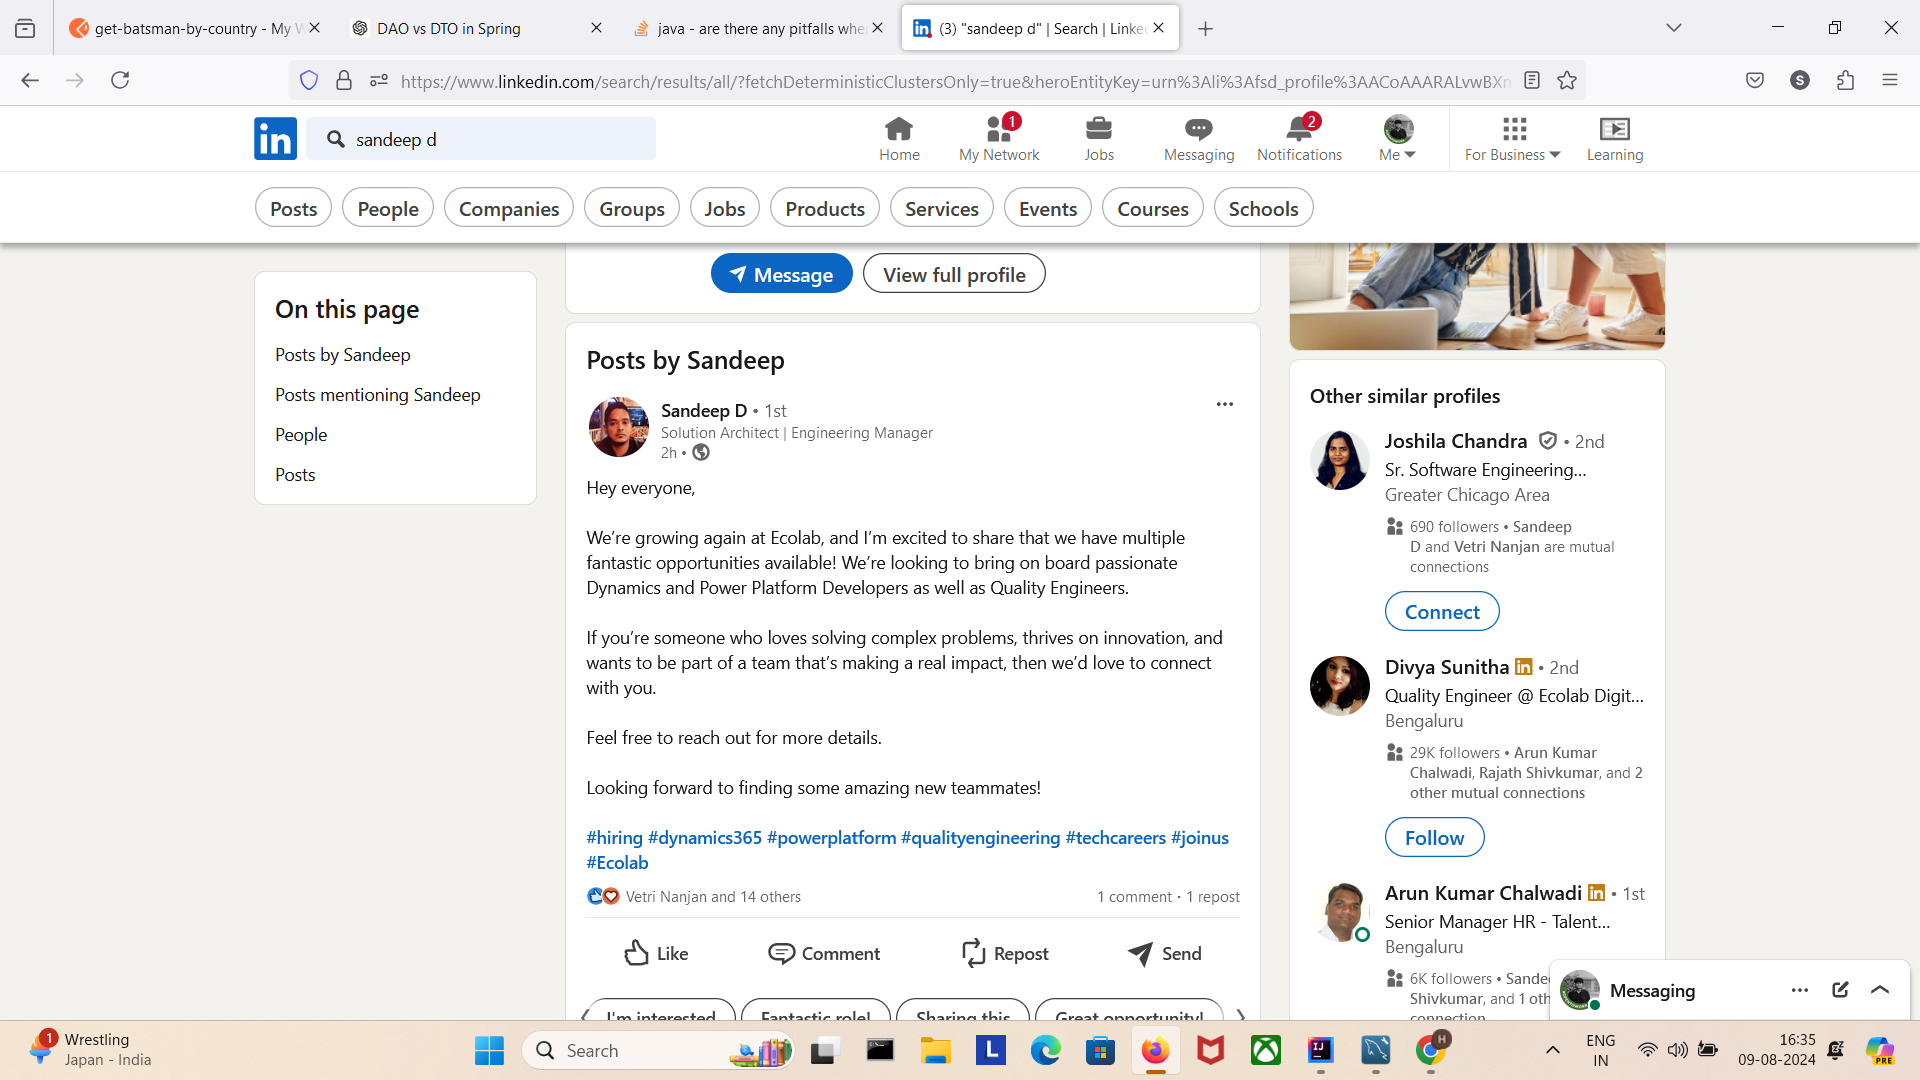 get-batsman-by-country - My W
DAO vs DTO in Spring
java - are there any pitfalls whe
(3) "sandeep d" | Search | Linked
https://www.linkedin.com/search/results/all/?fetchDeterministicClustersOnly=true&heroEntityKey=urn%3Ali%3Afsd_profile%3AACoAAARALvwBXn
S
in
sandeep d
Home
1
My Network
Jobs
Messaging
2
Notifications
Me
For Business
Learning
Posts
People
Companies
Groups
Jobs
Products
Services
Events
Courses
Schools
On this page
Posts by Sandeep
Posts mentioning Sandeep
People
Posts
Message
View full profile
Posts by Sandeep
Sandeep D • 1st
Solution Architect | Engineering Manager
2h •
Hey everyone,
We’re growing again at Ecolab, and I’m excited to share that we have multiple
fantastic opportunities available! We’re looking to bring on board passionate
Dynamics and Power Platform Developers as well as Quality Engineers.
If you’re someone who loves solving complex problems, thrives on innovation, and
wants to be part of a team that’s making a real impact, then we’d love to connect
with you.
Feel free to reach out for more details.
Looking forward to finding some amazing new teammates!
#hiring #dynamics365 #powerplatform #qualityengineering #techcareers #joinus
#Ecolab
Vetri Nanjan and 14 others
1 comment • 1 repost
Like
Comment
Repost
Send
I'm interested
Fantastic role!
Sharing this
Great opportunity!
Other similar profiles
Joshila Chandra • 2nd
Sr. Software Engineering...
Greater Chicago Area
690 followers • Sandeep
D and Vetri Nanjan are mutual
connections
Connect
Divya Sunitha in • 2nd
Quality Engineer @ Ecolab Digit...
Bengaluru
29K followers • Arun Kumar
Chalwadi, Rajath Shivkumar, and 2
other mutual connections
Follow
Arun Kumar Chalwadi in • 1st
Senior Manager HR - Talent...
Bengaluru
6K followers • Sande
Shivkumar, and 1 oth
connection
Messaging
1
Wrestling
Japan - India
Search
L
IJ
H
ENG
IN
16:35
09-08-2024
PRE